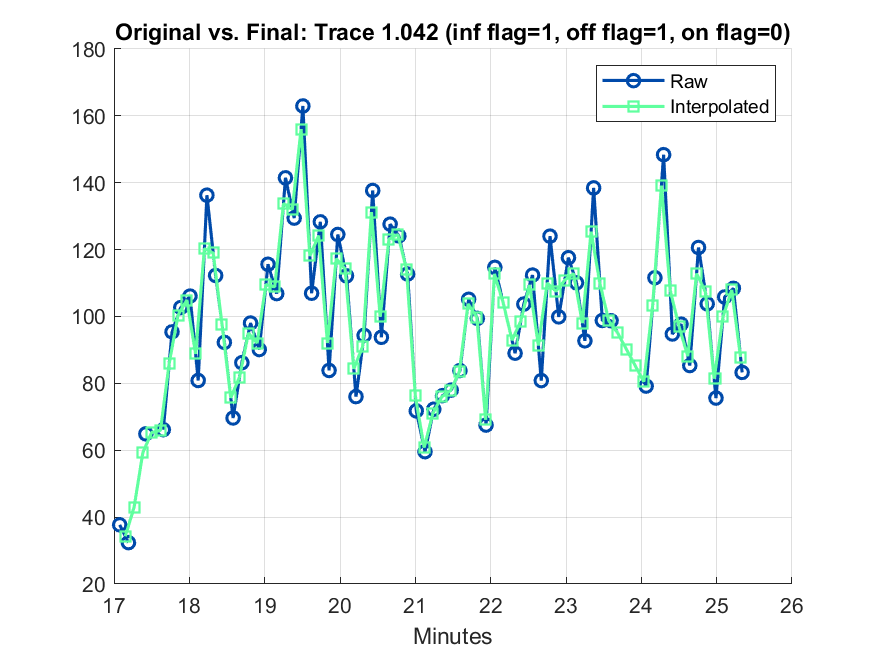 Original vs. Final: Trace 1.042 (inf flag=1, off flag=1, on flag=0)
180
160
140
120
100
80
60
40
20
Raw
Interpolated
17 18 19 20 21 22 23 24 25 26
Minutes